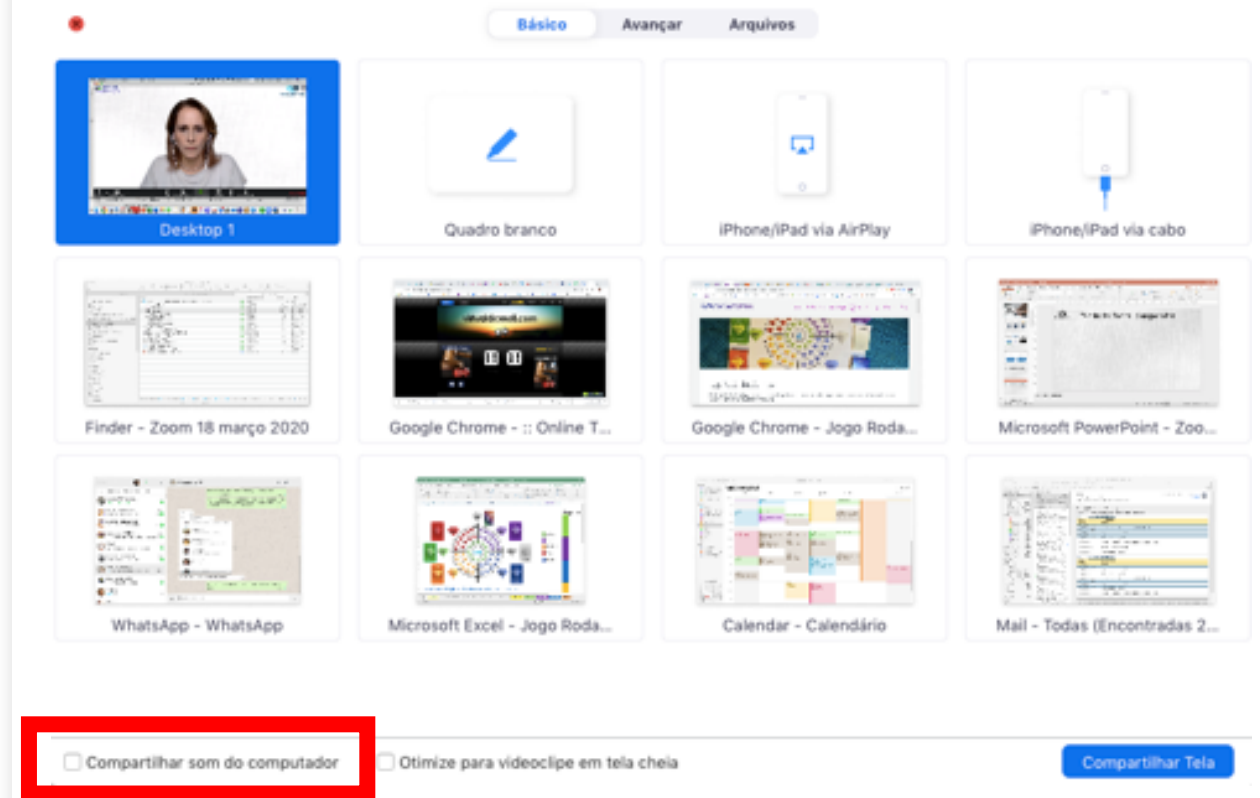 Básico Avançar Arquivos
Desktop 1
Quadro branco
iPhone/iPad via AirPlay
iPhone/iPad via cabo
Finder - Zoom 18 março 2020
Google Chrome - :: Online T...
Google Chrome - Jogo Roda...
Microsoft PowerPoint - Zoo...
WhatsApp - WhatsApp
Microsoft Excel - Jogo Roda...
Calendar - Calendário
Mail - Todas (Encontradas 2...
Compartilhar som do computador
Otimize para videoclipe em tela cheia
Compartilhar Tela